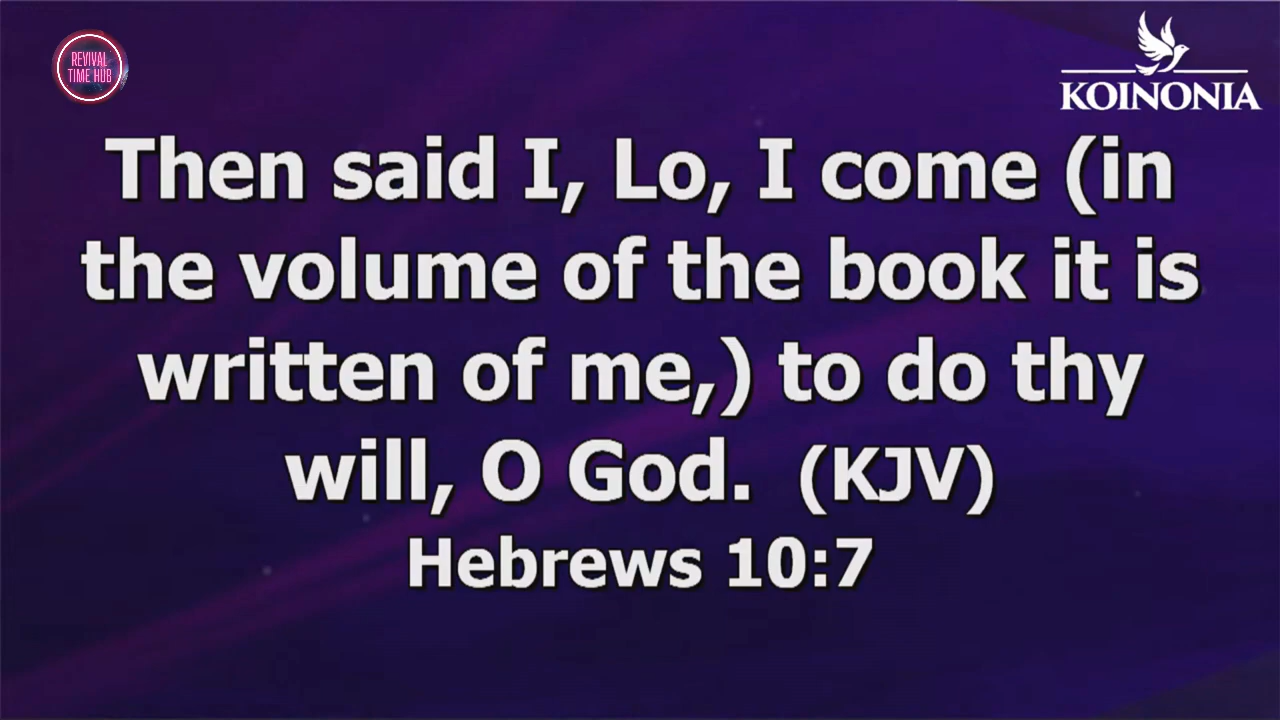 REVIVAL
TIME HUB
KOINONIA
Then said I, Lo, I come (in
the volume of the book it is
written of me,) to do thy
will, O God.  (KJV)
Hebrews 10:7